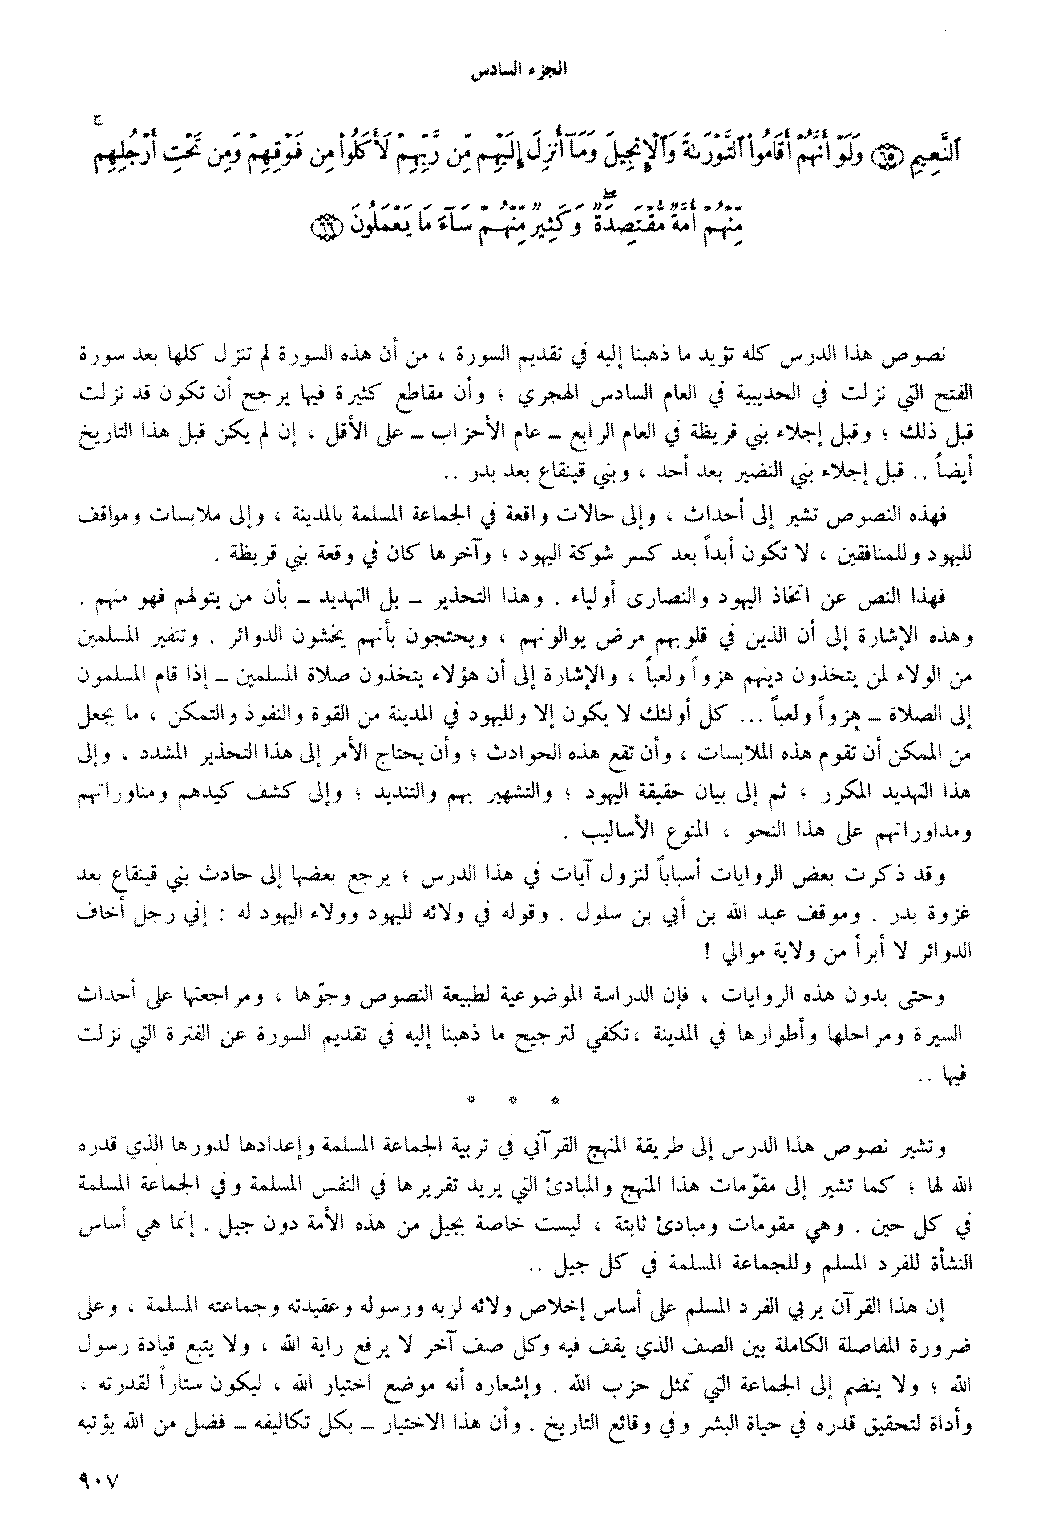 الجزء السادس
ٱلنَّعِيمِ ﴿٦٥﴾ وَلَوْ أَنَّهُمْ أَقَامُوا۟ ٱلتَّوْرَىٰةَ وَٱلْإِنجِيلَ وَمَآ أُنزِلَ إِلَيْهِم مِّن رَّبِّهِمْ لَأَكَلُوا۟ مِن فَوْقِهِمْ وَمِن تَحْتِ أَرْجُلِهِم ۚ
مِّنْهُمْ أُمَّةٌ مُّقْتَصِدَةٌ ۖ وَكَثِيرٌ مِّنْهُمْ سَآءَ مَا يَعْمَلُونَ ﴿٦٦﴾
نصوص هذا الدرس كله تؤيد ما ذهبنا إليه في تقديم السورة ، من أن هذه السورة لم تنزل كلها بعد سورة
الفتح التي نزلت في الحديبية في العام السادس الهجري ؛ وأن مقاطع كثيرة فيها يرجح أن تكون قد نزلت
قبل ذلك ؛ وقبل إجلاء بني قريظة في العام الرابع – عام الأحزاب – على الأقل ، إن لم يكن قبل هذا التاريخ
أيضاً .. قبل إجلاء بني النضير بعد أحد ، وبني قينقاع بعد بدر ..
فهذه النصوص تشير إلى أحداث ، وإلى حالات واقعة في الجماعة المسلمة بالمدينة ، وإلى ملابسات ومواقف
لليهود وللمنافقين ، لا تكون أبداً بعد كسر شوكة اليهود ؛ وآخرها كان في وقعة بني قريظة .
فهذا النص عن اتخاذ اليهود والنصارى أولياء . وهذا التحذير – بل التهديد – بأن من يتولهم فهو منهم .
وهذه الإشارة إلى أن الذين في قلوبهم مرض يوالونهم ، ويحتجون بأنهم يخشون الدوائر . وتنفير المسلمين
من الولاء لمن يتخذون دينهم هزواً ولعباً ، والإشارة إلى أن هؤلاء يتخذون صلاة المسلمين – إذا قام المسلمون
إلى الصلاة – هزواً ولعباً ... كل أولئك لا يكون إلا ولليهود في المدينة من القوة والنفوذ والتمكن ، ما يجعل
من الممكن أن تقوم هذه الملابسات ، وأن تقع هذه الحوادث ؛ وأن يحتاج الأمر إلى هذا التحذير المشدد ، وإلى
هذا التهديد المكرر ، ثم إلى بيان حقيقة اليهود ؛ والتشهير بهم والتنديد ؛ وإلى كشف كيدهم ومناوراتهم
ومداوراتهم على هذا النحو ، المنوع الأساليب .
وقد ذكرت بعض الروايات أسباباً لنزول آيات في هذا الدرس ؛ يرجع بعضها إلى حادث بني قينقاع بعد
غزوة بدر . وموقف عبد الله بن أبي بن سلول . وقوله في ولائه لليهود وولاء اليهود له : إني رجل أخاف
الدوائر لا أبرأ من ولاية موالي !
وحتى بدون هذه الروايات ، فإن الدراسة الموضوعية لطبيعة النصوص وجوّها ، ومراجعتها على أحداث
السيرة ومراحلها وأطوارها في المدينة ،تكفي لترجيح ما ذهبنا إليه في تقديم السورة عن الفترة التي نزلت
فيها ..
* * *
وتشير نصوص هذا الدرس إلى طريقة المنهج القرآني في تربية الجماعة المسلمة وإعدادها لدورها الذي قدره
الله لها ؛ كما تشير إلى مقوّمات هذا المنهج والمبادئ التي يريد تقريرها في النفس المسلمة وفي الجماعة المسلمة
في كل حين . وهي مقومات ومبادئ ثابتة ، ليست خاصة بجيل من هذه الأمة دون جيل . إنما هي أساس
النشأة للفرد المسلم وللجماعة المسلمة في كل جيل ..
إن هذا القرآن يربي الفرد المسلم على أساس إخلاص ولائه لربه ورسوله وعقيدته وجماعته المسلمة ، وعلى
ضرورة المفاصلة الكاملة بين الصف الذي يقف فيه وكل صف آخر لا يرفع راية الله ، ولا يتبع قيادة رسول
الله ؛ ولا ينضم إلى الجماعة التي تمثل حزب الله . وإشعاره أنه موضع اختيار الله ، ليكون ستاراً لقدرته ،
وأداة لتحقيق قدره في حياة البشر وفي وقائع التاريخ . وأن هذا الاختيار – بكل تكاليفه – فضل من الله يؤتيه
٩٠٧